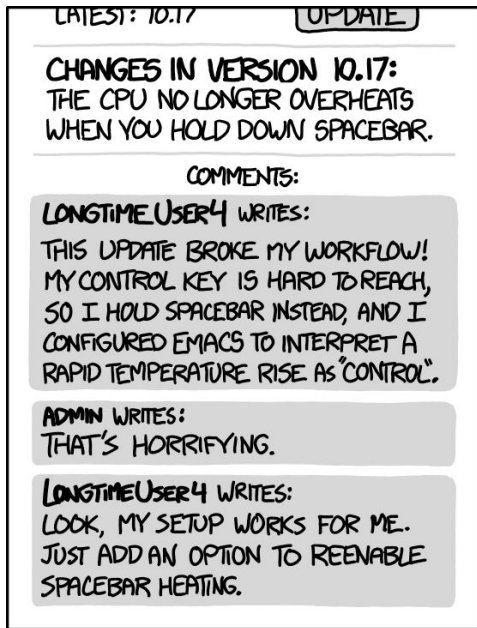 LATEST: 10.17 UPDATE
CHANGES IN VERSION 10.17:
THE CPU NO LONGER OVERHEATS
WHEN YOU HOLD DOWN SPACEBAR.
COMMENTS:
LONGTIMEUSER4 WRITES:
THIS UPDATE BROKE MY WORKFLOW!
MY CONTROL KEY IS HARD TO REACH,
SO I HOLD SPACEBAR INSTEAD, AND I
CONFIGURED EMACS TO INTERPRET A
RAPID TEMPERATURE RISE AS "CONTROL".
ADMIN WRITES:
THAT'S HORRIFYING.
LONGTIMEUSER4 WRITES:
LOOK, MY SETUP WORKS FOR ME.
JUST ADD AN OPTION TO REENABLE
SPACEBAR HEATING.